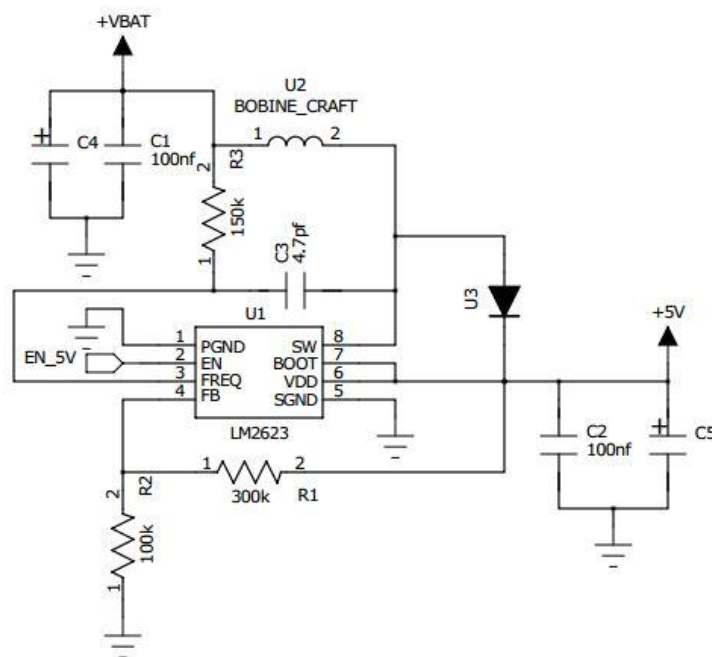 +VBAT
U2
BOBINE_CRAFT
1 2
+
C4
C1
100nf
2
R3
150k
1
C3
4.7pf
U1
U3
+5V
EN_5V
1 PGND SW 8
2 EN BOOT 7
3 FREQ VDD 6
4 FB SGND 5
LM2623
C2
100nf
+
C5
1 2
300k R1
2
R2
100k
1